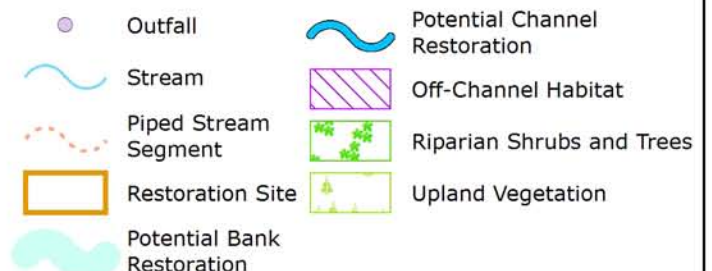 Outfall
Stream
Piped Stream
Segment
Restoration Site
Potential Bank
Restoration
Potential Channel
Restoration
Off-Channel Habitat
Riparian Shrubs and Trees
Upland Vegetation